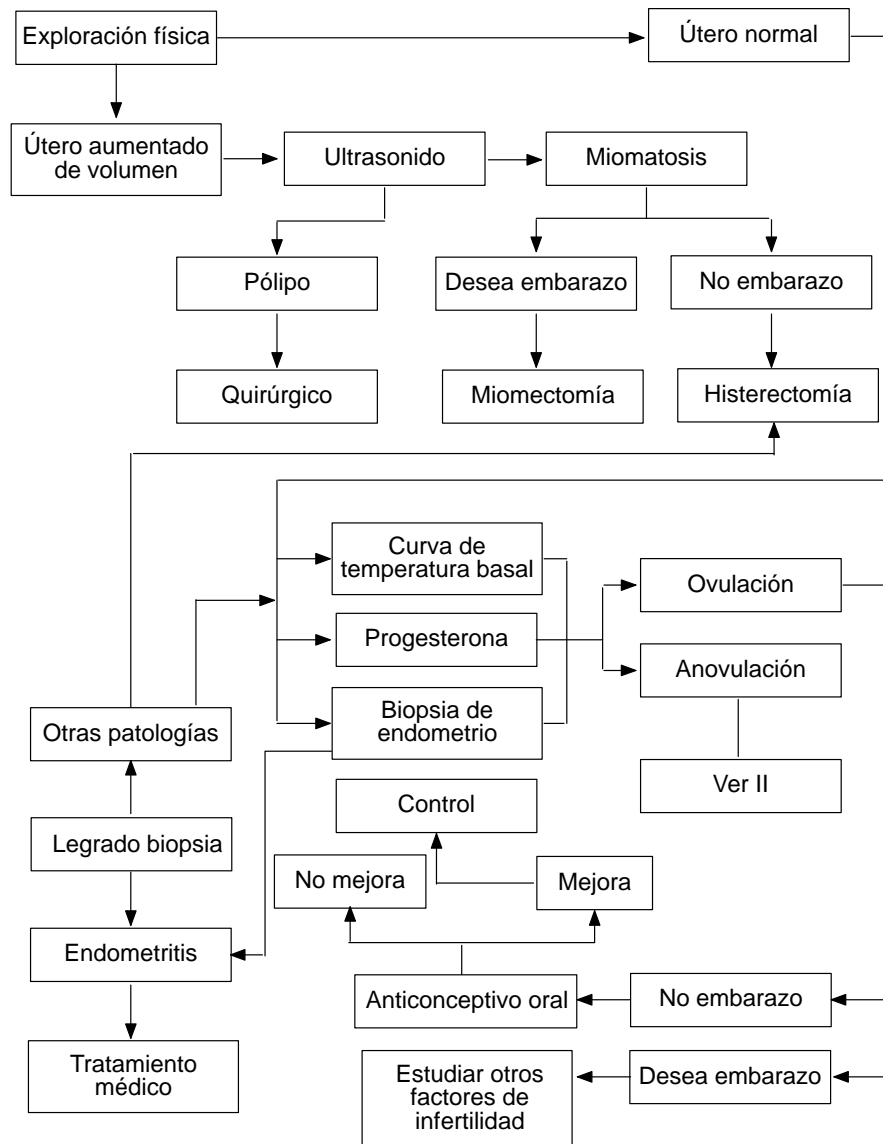 Exploración física
Útero normal
Útero aumentado
de volumen
Ultrasonido
Miomatosis
Pólipo
Desea embarazo
No embarazo
Quirúrgico
Miomectomía
Histerectomía
Curva de
temperatura basal
Ovulación
Progesterona
Anovulación
Otras patologías
Biopsia de
endometrio
Ver II
Control
Legrado biopsia
No mejora
Mejora
Endometritis
Anticonceptivo oral
No embarazo
Tratamiento
médico
Estudiar otros
factores de
infertilidad
Desea embarazo